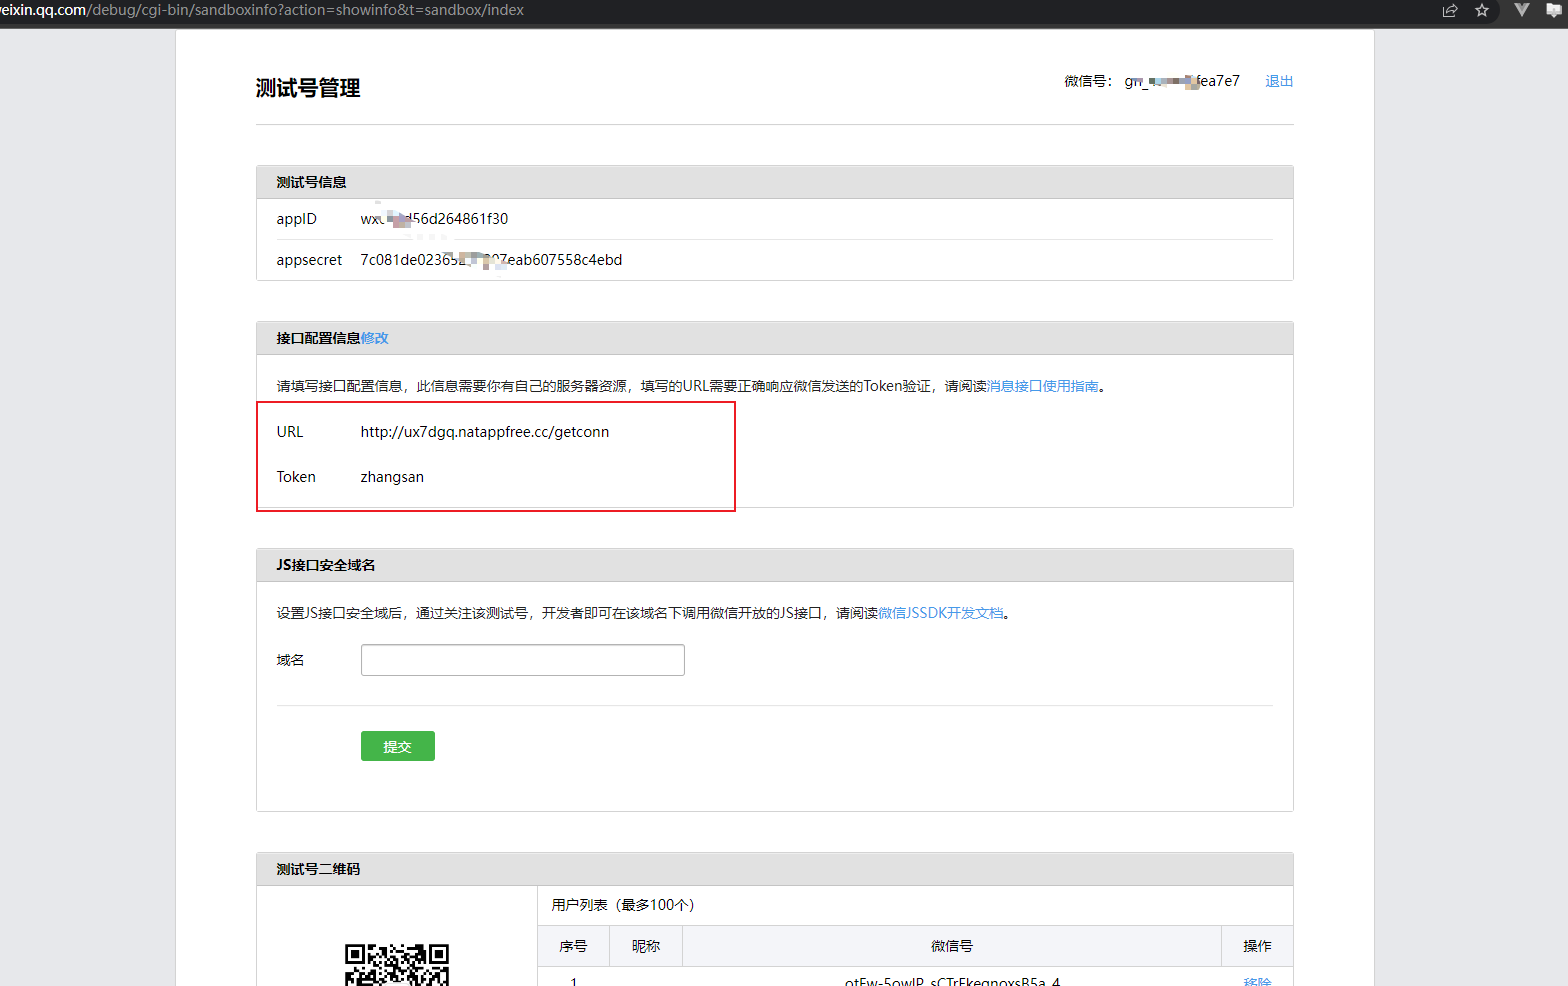 eixin.qq.com/debug/cgi-bin/sandboxinfo?action=showinfo&t=sandbox/index
测试号管理
微信号： gh_ fea7e7 退出
测试号信息
appID d56d264861f30
appsecret 7c081de02365 07eab607558c4ebd
接口配置信息修改
请填写接口配置信息，此信息需要你有自己的服务器资源，填写的URL需要正确响应微信发送的Token验证，请阅读消息接口使用指南。
URL http://ux7dgq.natappfree.cc/getconn
Token zhangsan
JS接口安全域名
设置JS接口安全域后，通过关注该测试号，开发者即可在该域名下调用微信开放的JS接口，请阅读微信JSSDK开发文档。
域名
提交
测试号二维码
用户列表（最多100个）
序号 昵称 微信号 操作
1 移除